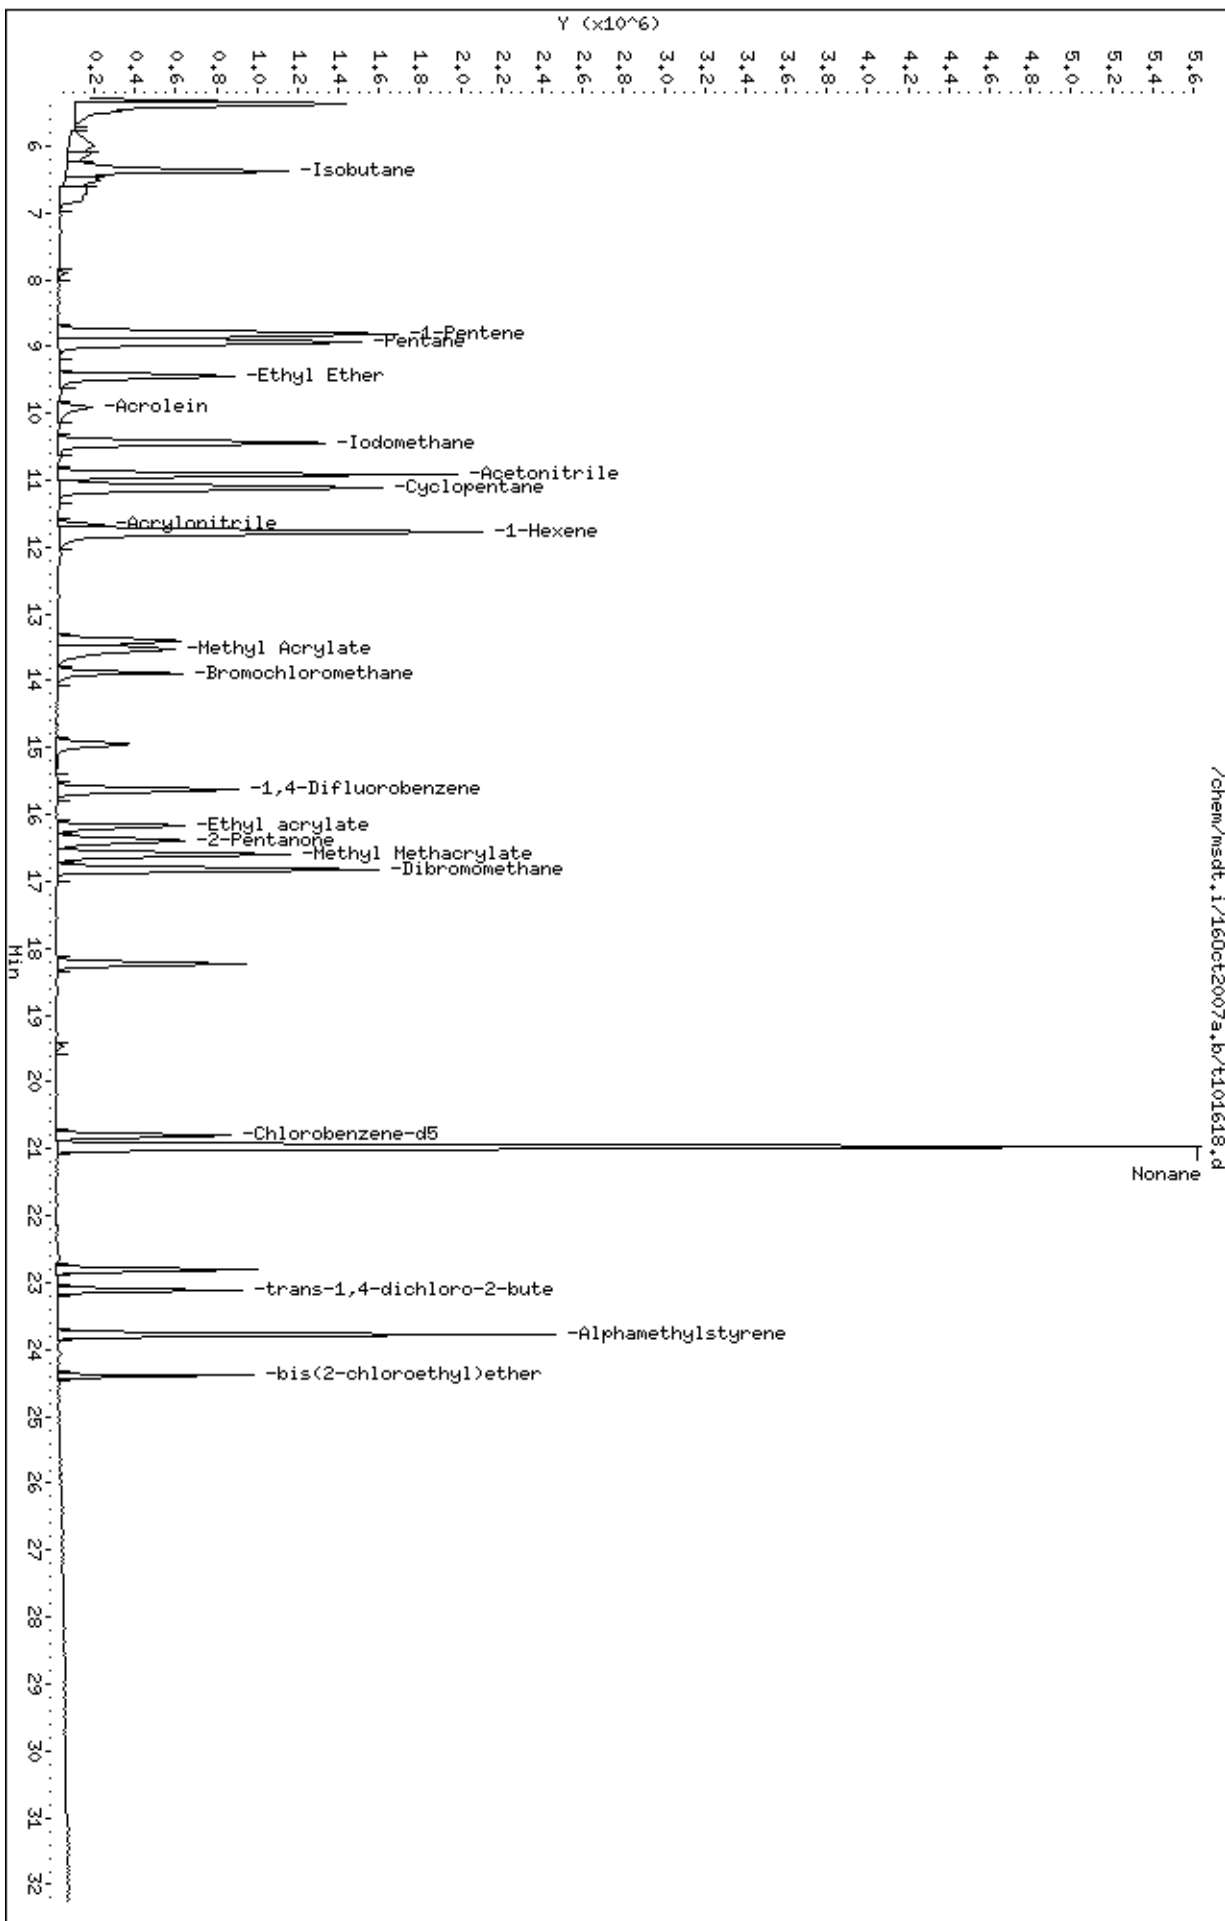 /chem/msdt.i/16Oct2007a.b/t101618.d
Y (x10^6)
0.2
0.4
0.6
0.8
1.0
1.2
1.4
1.6
1.8
2.0
2.2
2.4
2.6
2.8
3.0
3.2
3.4
3.6
3.8
4.0
4.2
4.4
4.6
4.8
5.0
5.2
5.4
5.6
-Isobutane
-1-Pentene
-Pentane
-Ethyl Ether
-Acrolein
-Iodomethane
-Acetonitrile
-Cyclopentane
-Acrylonitrile
-1-Hexene
-Methyl Acrylate
-Bromochloromethane
-1,4-Difluorobenzene
-Ethyl acrylate
-2-Pentanone
-Methyl Methacrylate
-Dibromomethane
-Chlorobenzene-d5
Nonane
-trans-1,4-dichloro-2-bute
-Alphamethylstyrene
-bis(2-chloroethyl)ether
6
7
8
9
10
11
12
13
14
15
16
17
18
19
20
21
22
23
24
25
26
27
28
29
30
31
32
Min